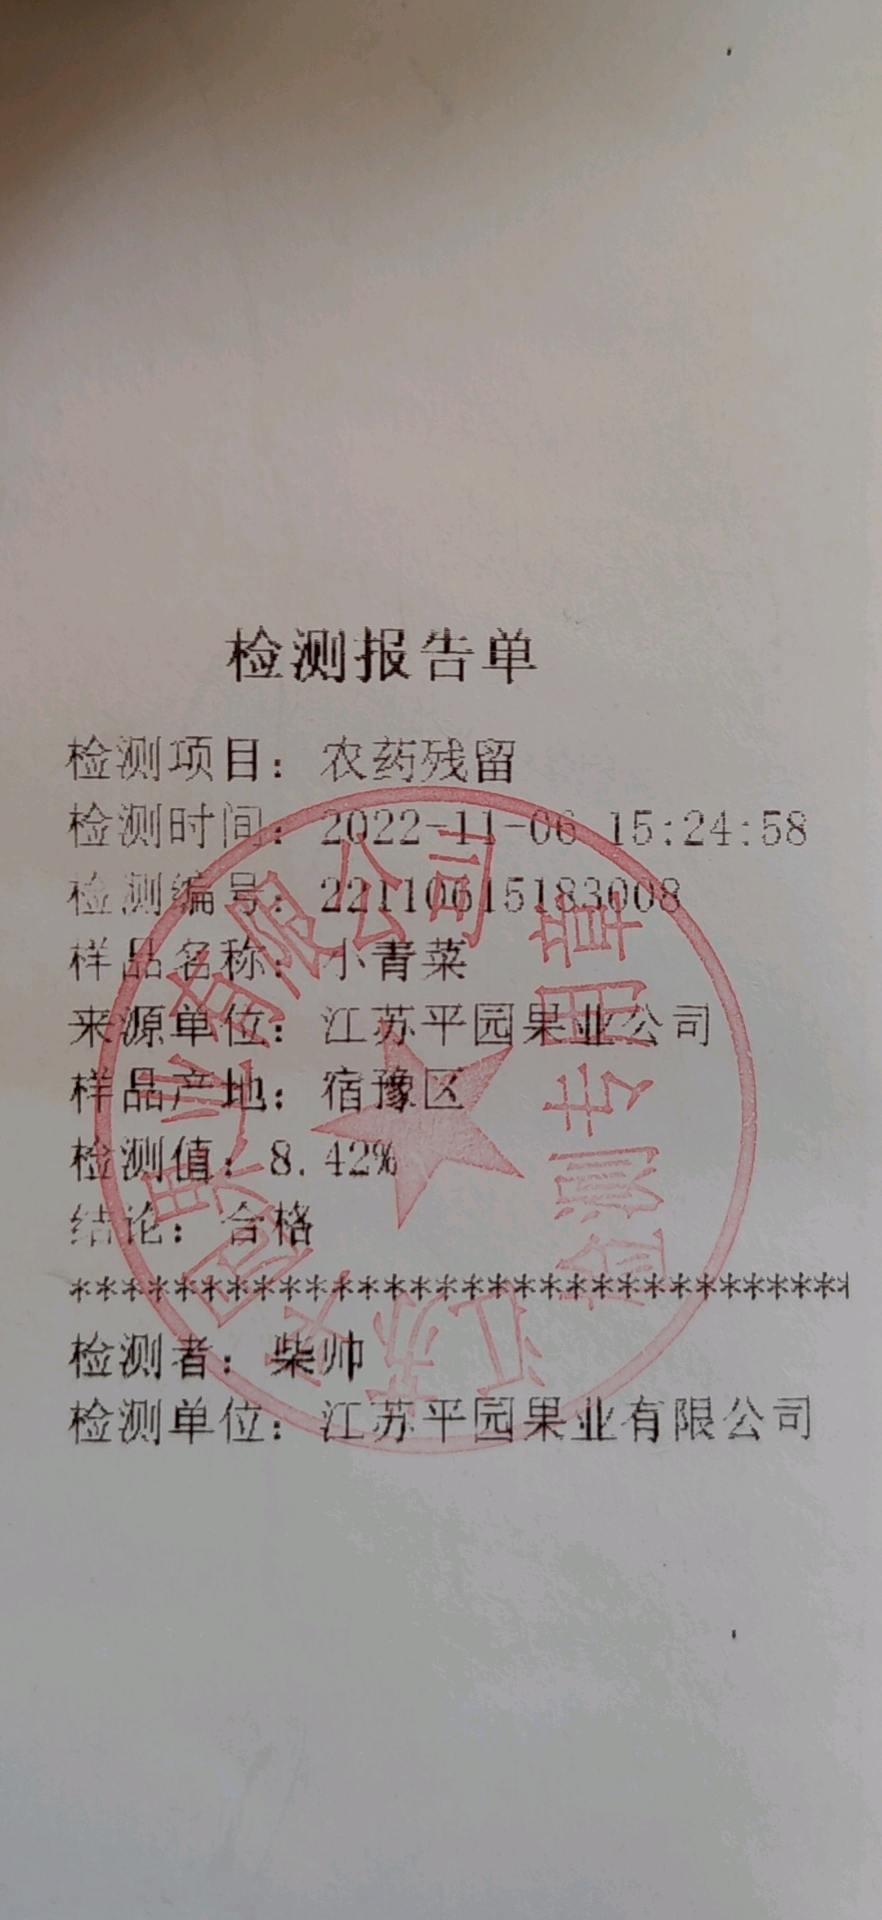 检测报告单
检测项目：农药残留
检测时间：2022-11-06 15:24:58
检测编号：22110615183008
样品名称：小青菜
来源单位：江苏平园果业公司
样品产地：宿豫区
检测值：8.42%
结论：合格
******************************
检测者：柴帅
检测单位：江苏平园果业有限公司
江苏平园果业有限公司
检测专用章